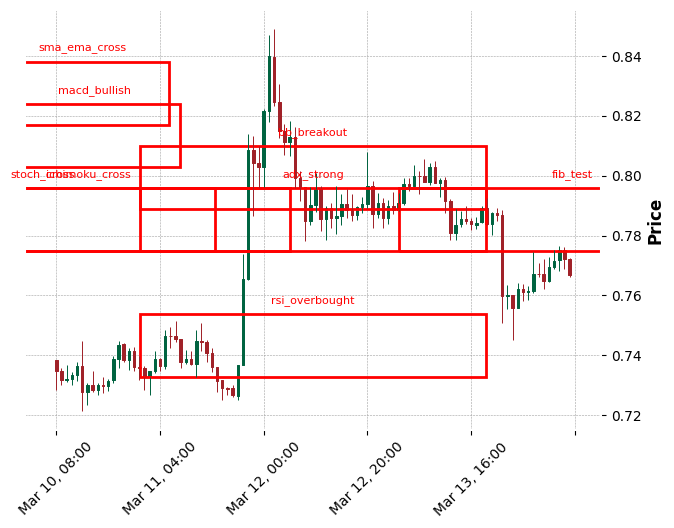 sma_ema_cross
0.84
macd_bullish
0.82
bb_breakout
stoch_cross
ichimoku_cross
adx_strong
fib_test
0.80
0.78
Price
0.76
rsi_overbought
0.74
0.72
Mar 10, 08:00
Mar 11, 04:00
Mar 12, 00:00
Mar 12, 20:00
Mar 13, 16:00